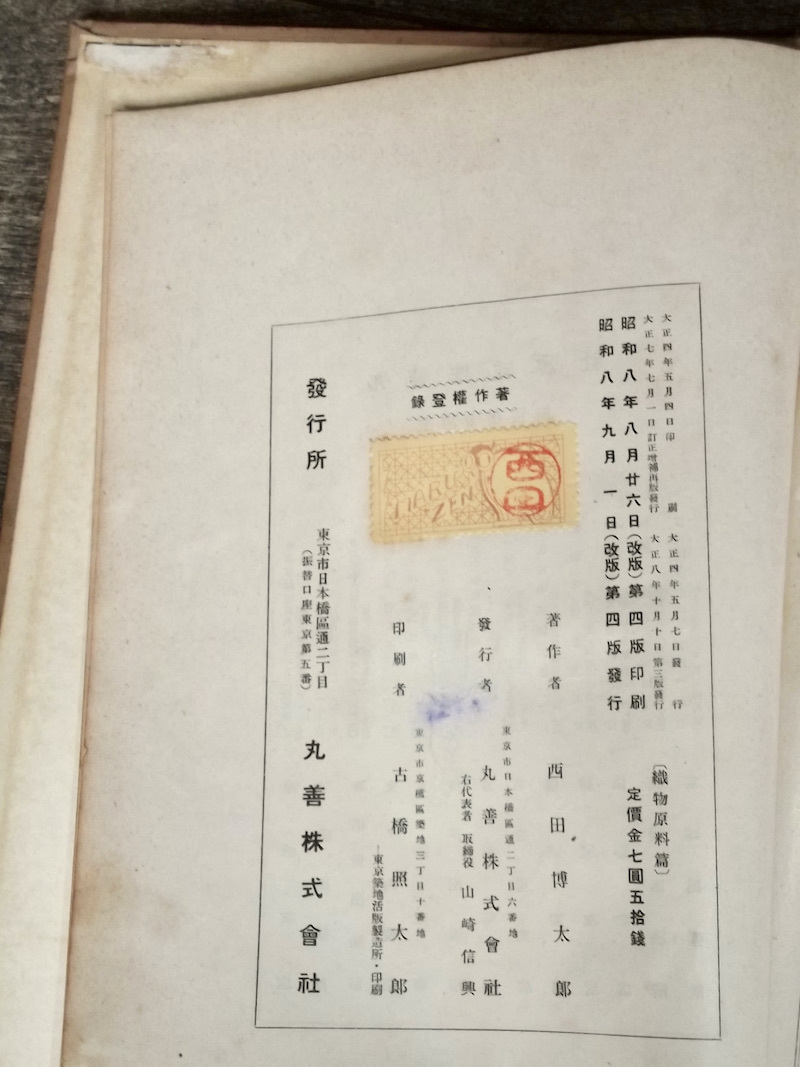 大正四年五月四日印刷
大正四年五月七日發行
大正七年七月一日訂正增補再版發行
大正八年十月十日第三版發行
昭和八年八月廿六日(改版)第四版印刷
昭和八年九月一日(改版)第四版發行
〔織物原料篇〕
定價金七圓五拾錢
著作權登錄
MARUZEN
西田
著作者
西田博太郎
東京市日本橋區通二丁目六番地
發行者
丸善株式會社
右代表者 取締役 山崎信興
東京市京橋區築地三丁目十番地
印刷者
古橋照太郎
東京築地活版製造所・印刷
發行所
東京市日本橋區通二丁目
(振替口座東京第五番)
丸善株式會社